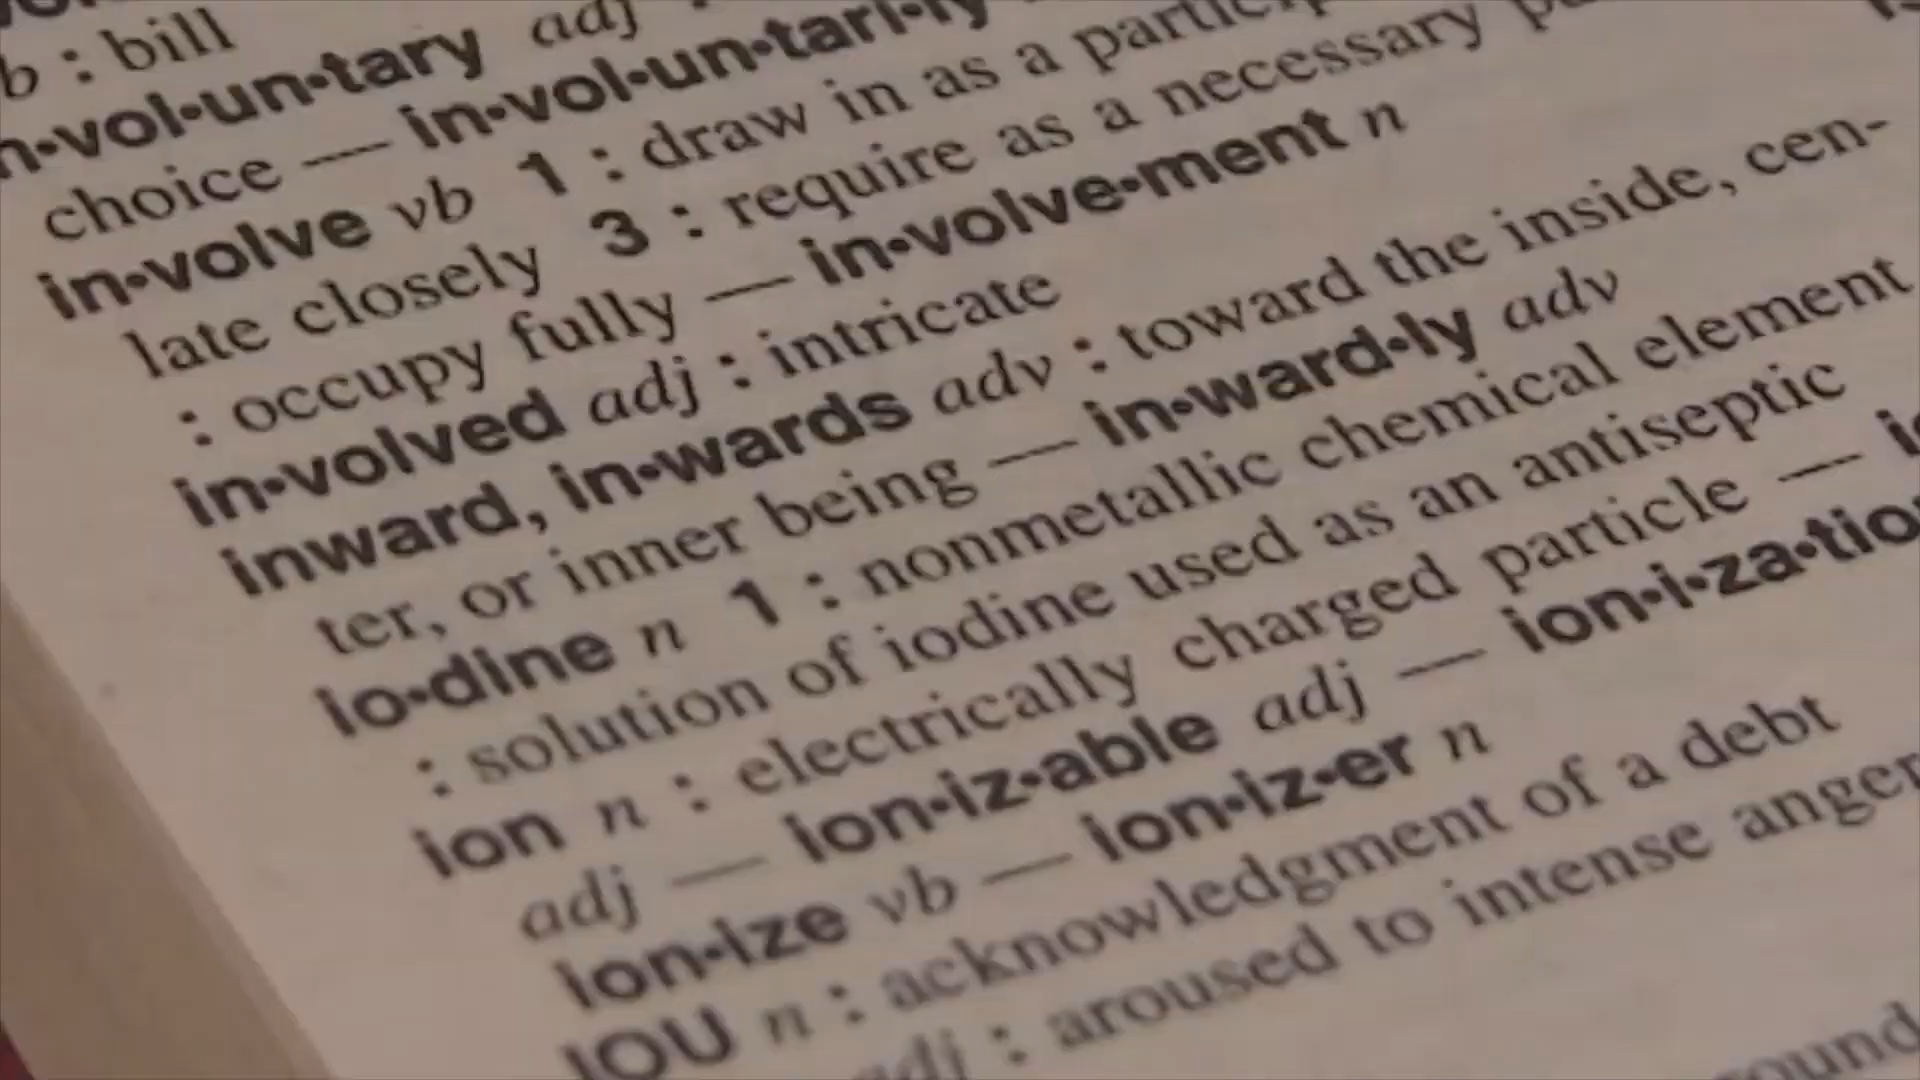 b : bill
n•vol•un•tary adj :
choice — in•vol•un•tari•ly
in•volve vb 1 : draw in as a particip
late closely 3 : require as a necessary
: occupy fully — in•volve•ment n
in•volved adj : intricate
inward, in•wards adv : toward the inside, cen-
ter, or inner being — in•ward•ly adv
io•dine n 1 : nonmetallic chemical element
: solution of iodine used as an antiseptic
ion n : electrically charged particle —
adj — ion•iz•able adj — ion•i•za•tio
ion•ize vb — ion•iz•er n
IOU n : acknowledgment of a debt
adj : aroused to intense anger
ound